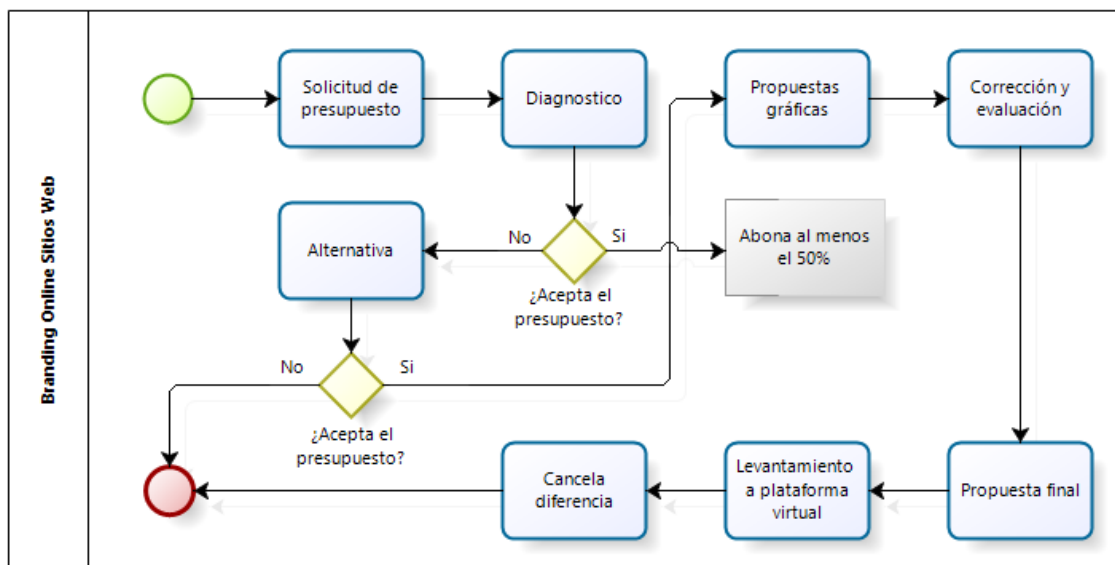 Branding Online Sitios Web
Solicitud de
presupuesto
Diagnostico
Propuestas
gráficas
Corrección y
evaluación
Alternativa
No
Si
¿Acepta el
presupuesto?
Abona al menos
el 50%
No
Si
¿Acepta el
presupuesto?
Cancela
diferencia
Levantamiento
a plataforma
virtual
Propuesta final